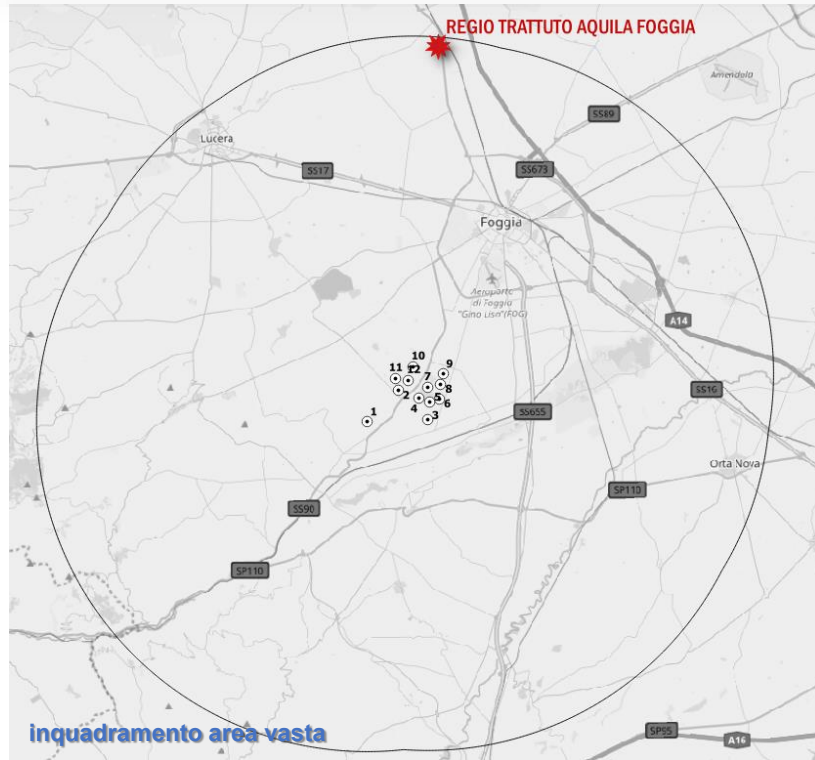 REGIO TRATTUTO AQUILA FOGGIA
Amendola
SS89
Lucera
SS17
SS673
Foggia
Aeroporto
di Foggia
"Gino Lisa"(FOG)
A14
10
9
11
12
7
8
2
5
6
4
1
3
SS16
SS655
Orta Nova
SP110
SS90
SP110
SP95
A16
inquadramento area vasta